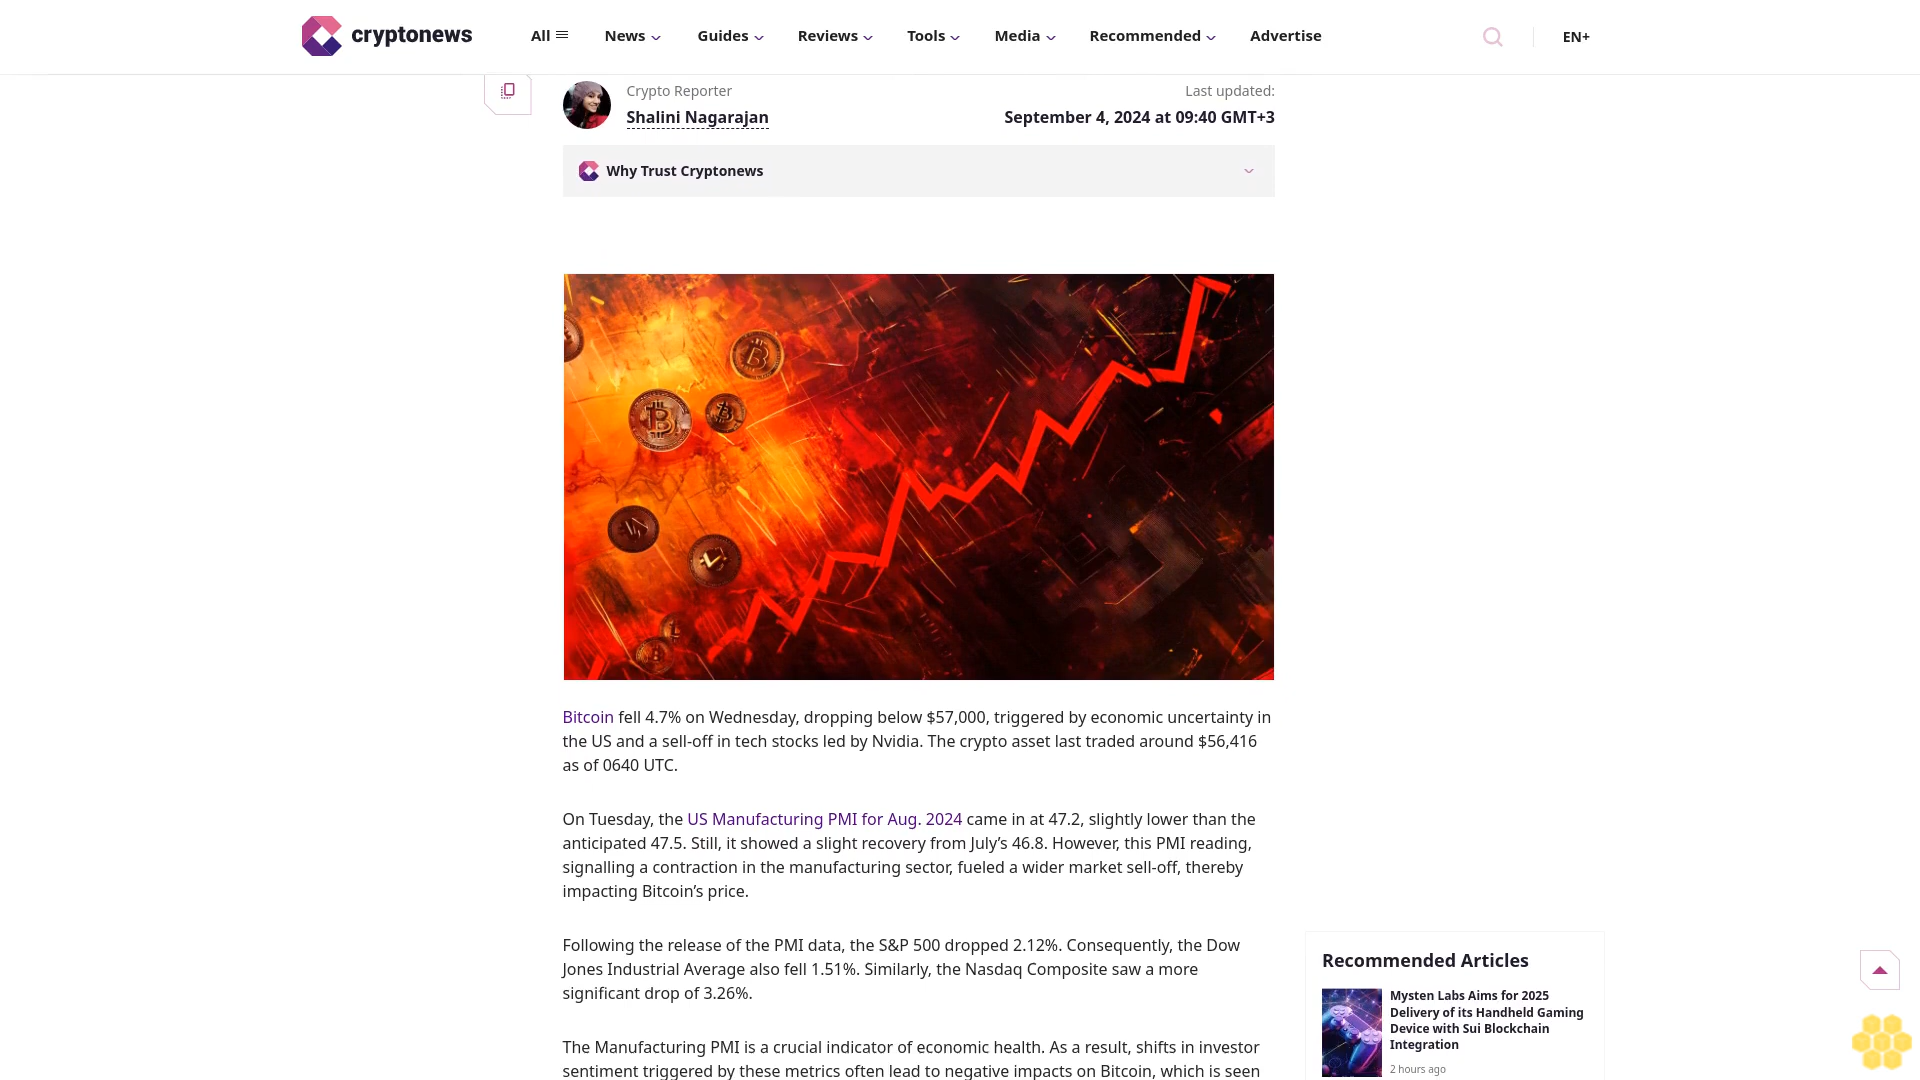 cryptonews
All
News
Guides
Reviews
Tools
Media
Recommended
Advertise
EN+
Crypto Reporter
Shalini Nagarajan
Last updated:
September 4, 2024 at 09:40 GMT+3
Why Trust Cryptonews
Bitcoin fell 4.7% on Wednesday, dropping below $57,000, triggered by economic uncertainty in
the US and a sell-off in tech stocks led by Nvidia. The crypto asset last traded around $56,416
as of 0640 UTC.
On Tuesday, the US Manufacturing PMI for Aug. 2024 came in at 47.2, slightly lower than the
anticipated 47.5. Still, it showed a slight recovery from July’s 46.8. However, this PMI reading,
signalling a contraction in the manufacturing sector, fueled a wider market sell-off, thereby
impacting Bitcoin’s price.
Following the release of the PMI data, the S&P 500 dropped 2.12%. Consequently, the Dow
Jones Industrial Average also fell 1.51%. Similarly, the Nasdaq Composite saw a more
significant drop of 3.26%.
The Manufacturing PMI is a crucial indicator of economic health. As a result, shifts in investor
sentiment triggered by these metrics often lead to negative impacts on Bitcoin, which is seen
Recommended Articles
Mysten Labs Aims for 2025
Delivery of its Handheld Gaming
Device with Sui Blockchain
Integration
2 hours ago